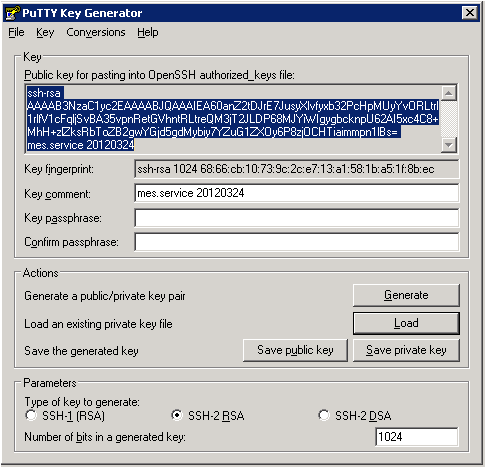 PuTTY Key Generator
File Key Conversions Help
Key
Public key for pasting into OpenSSH authorized_keys file:
ssh-rsa
mes.service 20120324
Key fingerprint: ssh-rsa 1024 68:66:cb:10:73:9c:2c:e7:13:a1:58:1b:a5:1f:8b:ec
Key comment: mes.service 20120324
Key passphrase:
Confirm passphrase:
Actions
Generate a public/private key pair Generate
Load an existing private key file Load
Save the generated key Save public key Save private key
Parameters
Type of key to generate:
SSH-1 (RSA) SSH-2 RSA SSH-2 DSA
Number of bits in a generated key: 1024